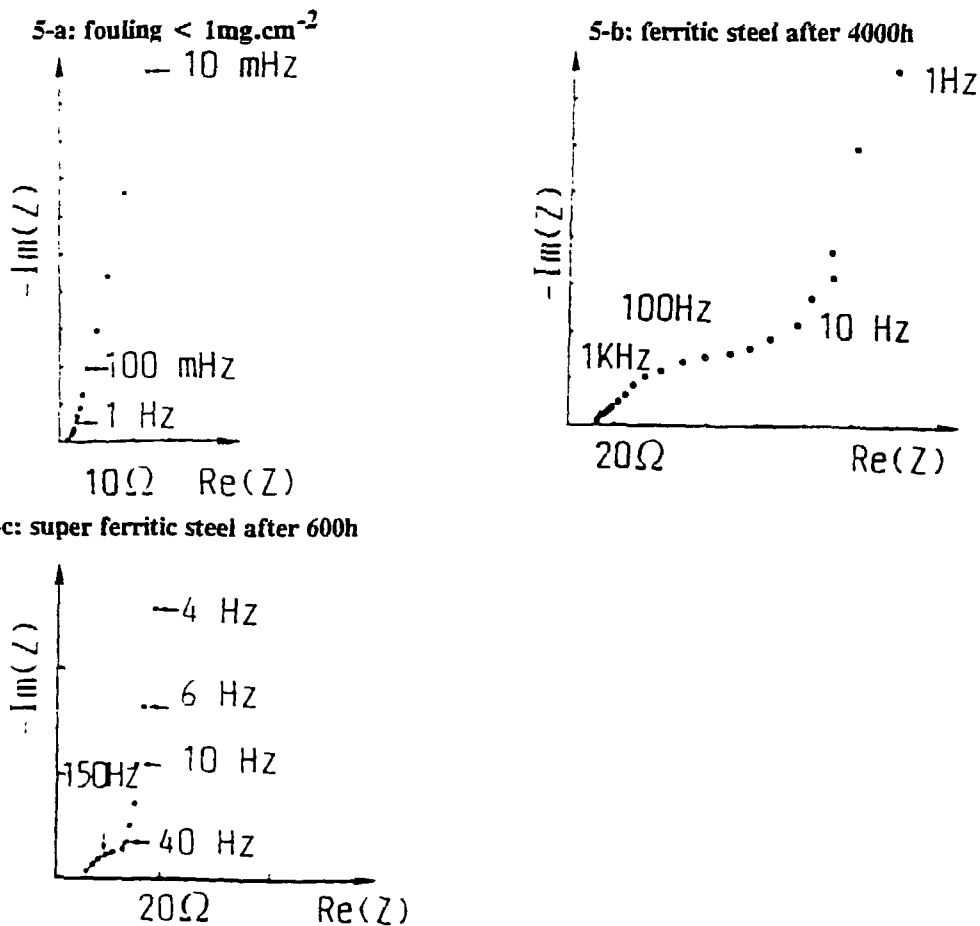 5-a: fouling < 1mg.cm-2
10 mHz
-Im(Z)
100 mHz
1 Hz
10Ω Re(Z)
5-b: ferritic steel after 4000h
1Hz
-Im(Z)
100Hz
10 Hz
1KHz
20Ω Re(Z)
-c: super ferritic steel after 600h
4 Hz
-Im(Z)
6 Hz
10 Hz
150Hz
40 Hz
20Ω Re(Z)